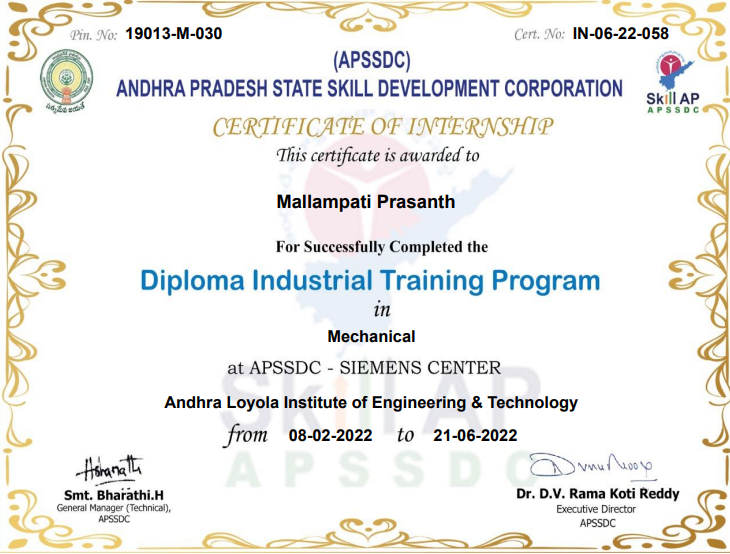 Pin. No: 19013-M-030
Cert. No: IN-06-22-058
(APSSDC)
ANDHRA PRADESH STATE SKILL DEVELOPMENT CORPORATION
సత్యమేవ జయతే
Skill AP
APSSDC
CERTIFICATE OF INTERNSHIP
This certificate is awarded to
Mallampati Prasanth
For Successfully Completed the
Diploma Industrial Training Program
in
Mechanical
at APSSDC - SIEMENS CENTER
Skill AP
Andhra Loyola Institute of Engineering & Technology
from 08-02-2022 to 21-06-2022
APSSDC
Smt. Bharathi.H
General Manager (Technical),
APSSDC
Dr. D.V. Rama Koti Reddy
Executive Director
APSSDC